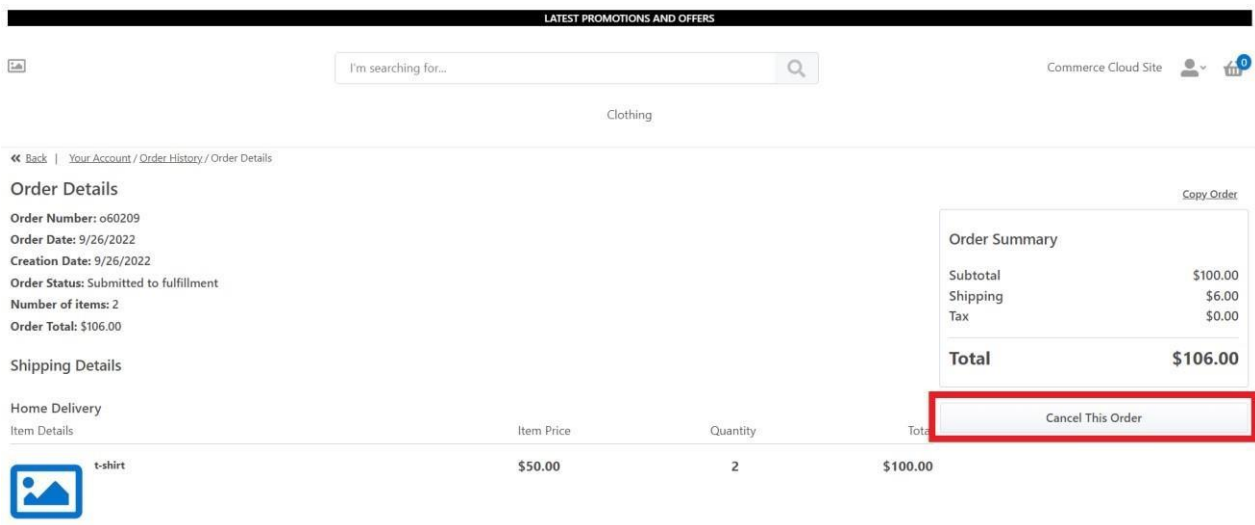 LATEST PROMOTIONS AND OFFERS
I'm searching for...
Commerce Cloud Site
0
Clothing
Back | Your Account / Order History / Order Details
Order Details
Copy Order
Order Number: o60209
Order Date: 9/26/2022
Creation Date: 9/26/2022
Order Status: Submitted to fulfillment
Number of items: 2
Order Total: $106.00
Order Summary
Subtotal $100.00
Shipping $6.00
Tax $0.00
Total $106.00
Cancel This Order
Shipping Details
Home Delivery
Item Details Item Price Quantity Tota
t-shirt $50.00 2 $100.00